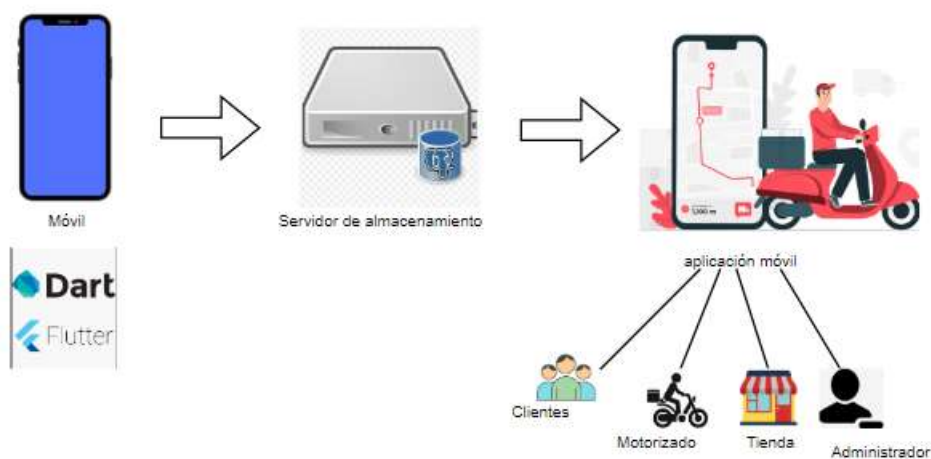 Móvil
Servidor de almacenamiento
aplicación móvil
Dart
Flutter
Clientes
Motorizado
Tienda
Administrador